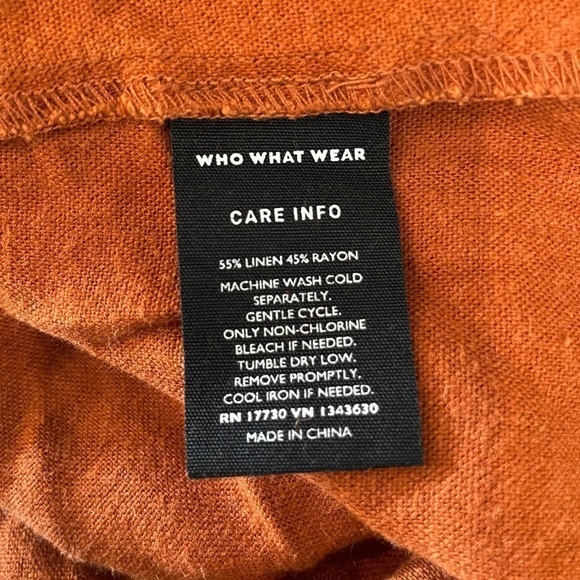 WHO WHAT WEAR
CARE INFO
55% LINEN 45% RAYON
MACHINE WASH COLD
SEPARATELY.
GENTLE CYCLE.
ONLY NON-CHLORINE
BLEACH IF NEEDED.
TUMBLE DRY LOW.
REMOVE PROMPTLY.
COOL IRON IF NEEDED.
RN 17730 VN 1343630
MADE IN CHINA